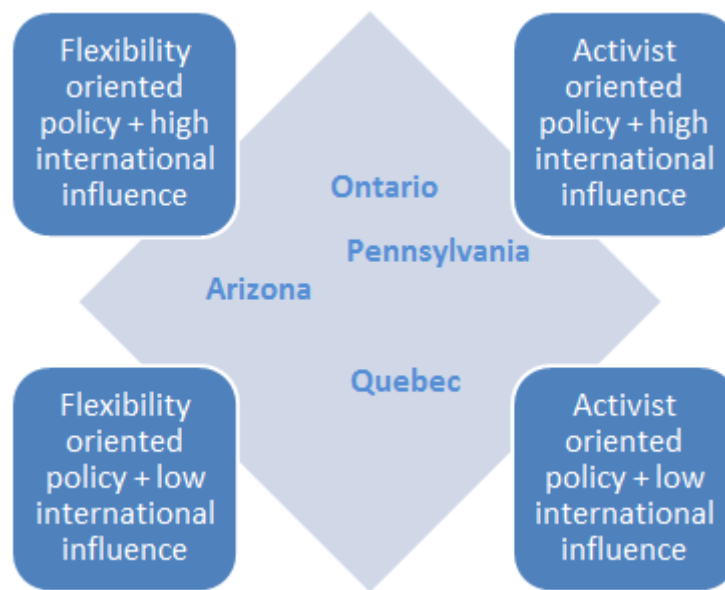 Flexibility
oriented
policy + high
international
influence
Activist
oriented
policy + high
international
influence
Ontario
Pennsylvania
Arizona
Quebec
Flexibility
oriented
policy + low
international
influence
Activist
oriented
policy + low
international
influence